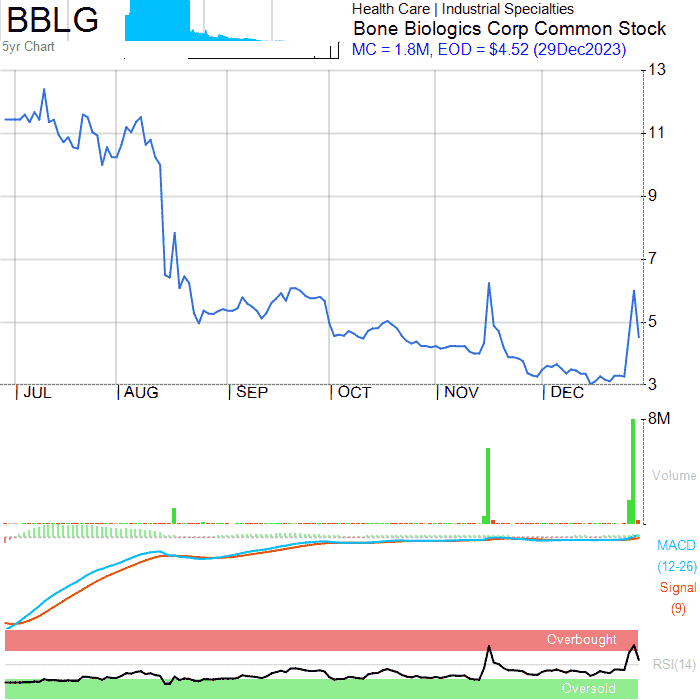 BBLG
5yr Chart
Health Care | Industrial Specialties
Bone Biologics Corp Common Stock
MC = 1.8M, EOD = $4.52 (29Dec2023)
13
11
9
7
5
3
JUL AUG SEP OCT NOV DEC
8M
Volume
MACD
(12-26)
Signal
(9)
Overbought
RSI(14)
Oversold